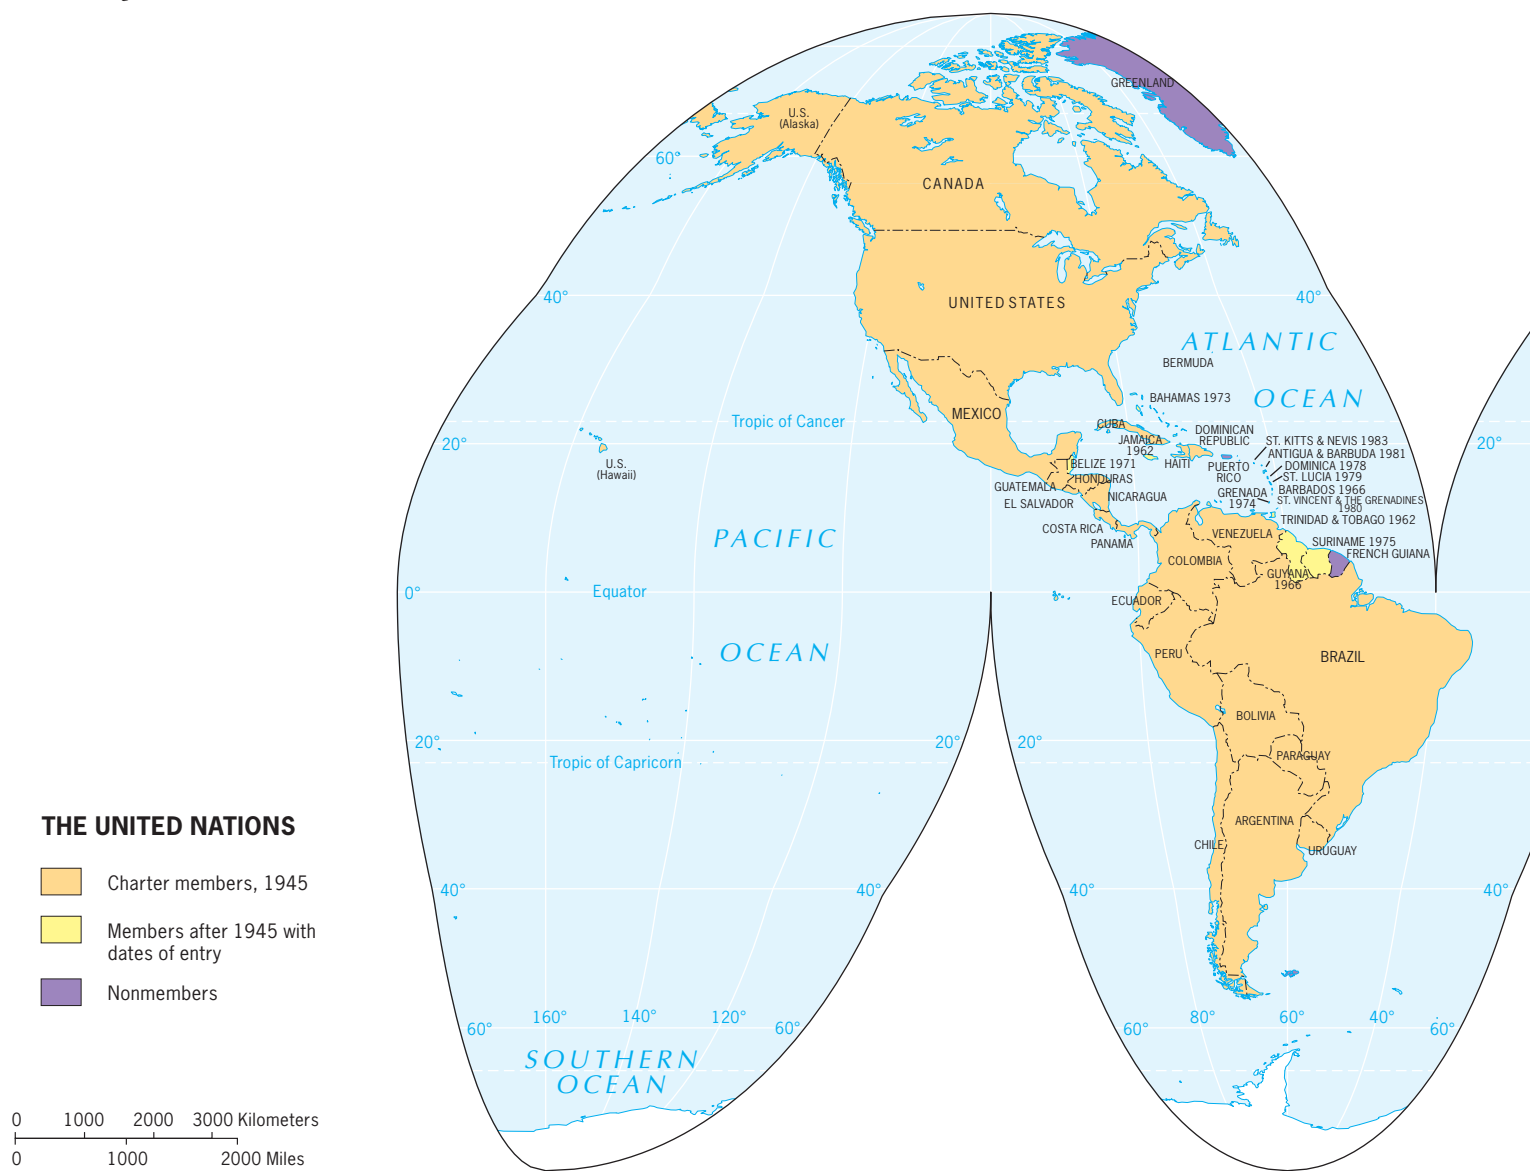 GREENLAND
U.S.
(Alaska)
60°
CANADA
40°
UNITED STATES
40°
ATLANTIC
BERMUDA
OCEAN
BAHAMAS 1973
MEXICO
Tropic of Cancer
CUBA
DOMINICAN
REPUBLIC
JAMAICA
1962
HAITI
20°
20°
U.S.
(Hawaii)
ST. KITTS & NEVIS 1983
ANTIGUA & BARBUDA 1981
DOMINICA 1978
ST. LUCIA 1979
BARBADOS 1966
ST. VINCENT & THE GRENADINES
1980
PUERTO
RICO
GRENADA
1974
TRINIDAD & TOBAGO 1962
BELIZE 1971
HONDURAS
GUATEMALA
NICARAGUA
EL SALVADOR
COSTA RICA
PANAMA
VENEZUELA
SURINAME 1975
FRENCH GUIANA
COLOMBIA
GUYANA
1966
PACIFIC
0°
Equator
ECUADOR
OCEAN
PERU
BRAZIL
BOLIVIA
20°
20°
20°
Tropic of Capricorn
PARAGUAY
ARGENTINA
CHILE
URUGUAY
THE UNITED NATIONS
Charter members, 1945
Members after 1945 with
dates of entry
Nonmembers
40°
40°
40°
40°
60°
160°
140°
120°
60°
60°
80°
60°
40°
60°
SOUTHERN
OCEAN
0 1000 2000 3000 Kilometers
0 1000 2000 Miles